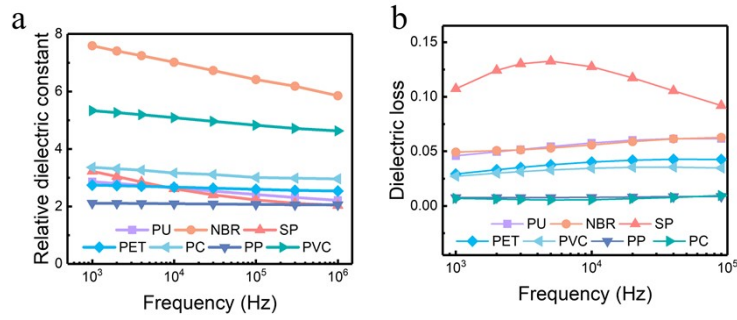 a
Relative dielectric constant
8
6
4
2
0
PU NBR SP
PET PC PP PVC
10³ 10⁴ 10⁵ 10⁶
Frequency (Hz)
b
Dielectric loss
0.15
0.10
0.05
0.00
PU NBR SP
PET PVC PP PC
10³ 10⁴ 10⁵
Frequency (Hz)